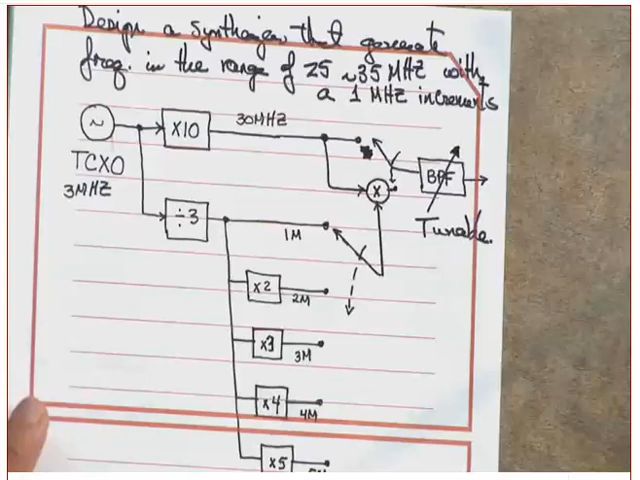 Design a synthesizer that generate
freq. in the range of 25 ~ 35 MHz with
a 1 MHz increments
X10
30MHZ
TCXO
3MHZ
X
BPF
Tunable.
÷3
1M
x2
2M
x3
3M
x4
4M
x5